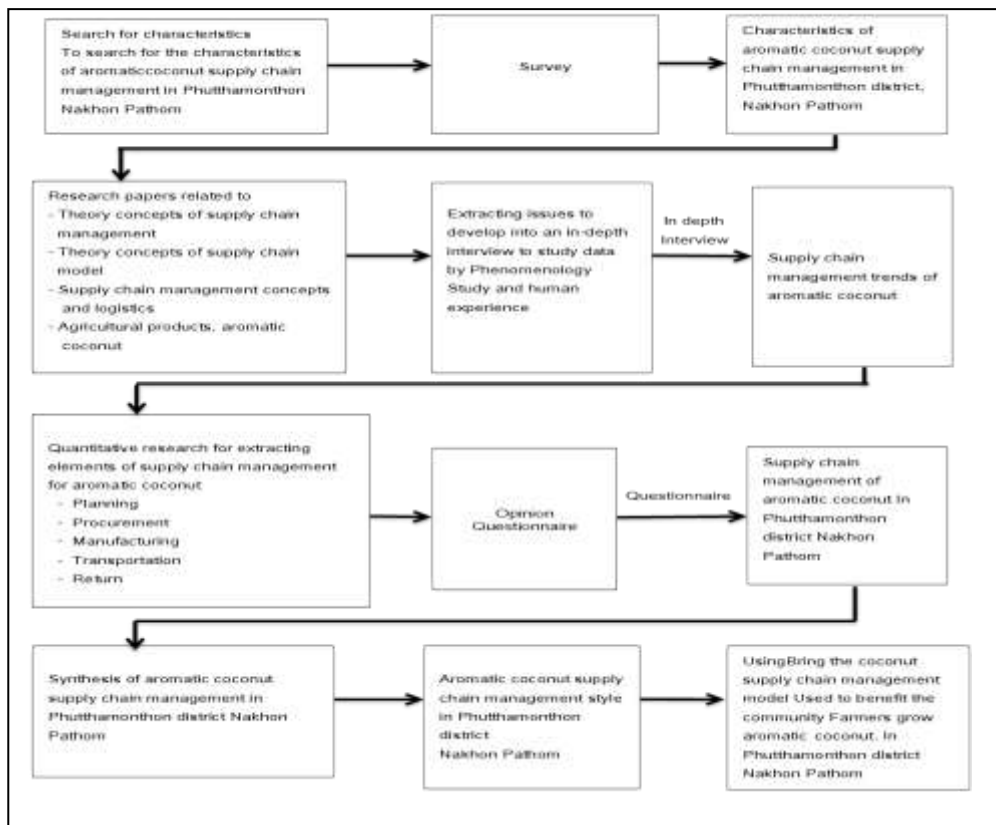 Search for characteristics
To search for the characteristics
of aromaticcoconut supply chain
management in Phutthamonthon
Nakhon Pathom
Survey
Characteristics of
aromatic coconut supply
chain management in
Phutthamonthon district,
Nakhon Pathom
Research papers related to
- Theory concepts of supply chain
management
- Theory concepts of supply chain
model
- Supply chain management concepts
and logistics
- Agricultural products, aromatic
coconut
Extracting issues to
develop into an in-depth
interview to study data
by Phenomenology
Study and human
experience
In depth
Interview
Supply chain
management trends of
aromatic coconut
Quantitative research for extracting
elements of supply chain management
for aromatic coconut
- Planning
- Procurement
- Manufacturing
- Transportation
- Return
Opinion
Questionnaire
Questionnaire
Supply chain
management of
aromatic coconut In
Phutthamonthon
district Nakhon
Pathom
Synthesis of aromatic coconut
supply chain management in
Phutthamonthon district Nakhon
Pathom
Aromatic coconut supply
chain management style
in Phutthamonthon
district
Nakhon Pathom
UsingBring the coconut
supply chain management
model Used to benefit the
community Farmers grow
aromatic coconut. In
Phutthamonthon district
Nakhon Pathom